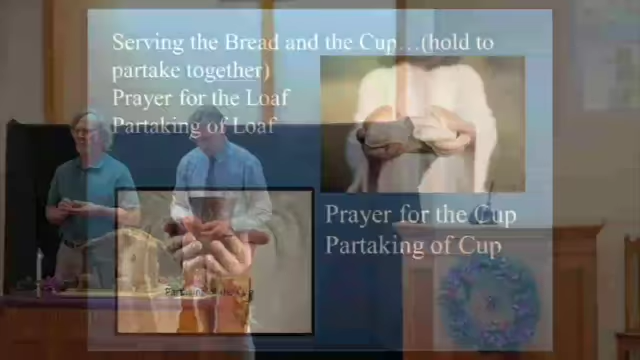 Serving the Bread and the Cup…(hold to
partake together)
Prayer for the Loaf
Partaking of Loaf
Prayer for the Cup
Partaking of Cup